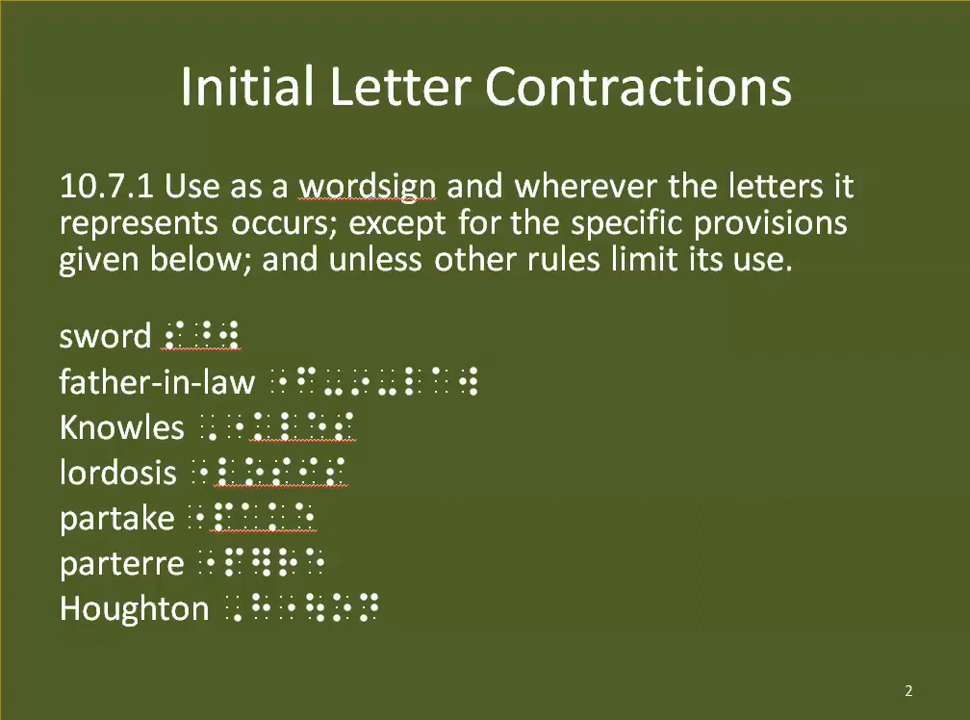 Initial Letter Contractions
10.7.1 Use as a wordsign and wherever the letters it
represents occurs; except for the specific provisions
given below; and unless other rules limit its use.
sword ⠎⠘⠺
father-in-law ⠐⠋⠤⠔⠤⠇⠁⠺
Knowles ⠠⠐⠅⠇⠑⠎
lordosis ⠐⠇⠕⠎⠊⠎
partake ⠐⠏⠁⠅⠑
parterre ⠐⠏⠻⠗⠑
Houghton ⠠⠓⠐⠳⠕⠝
2